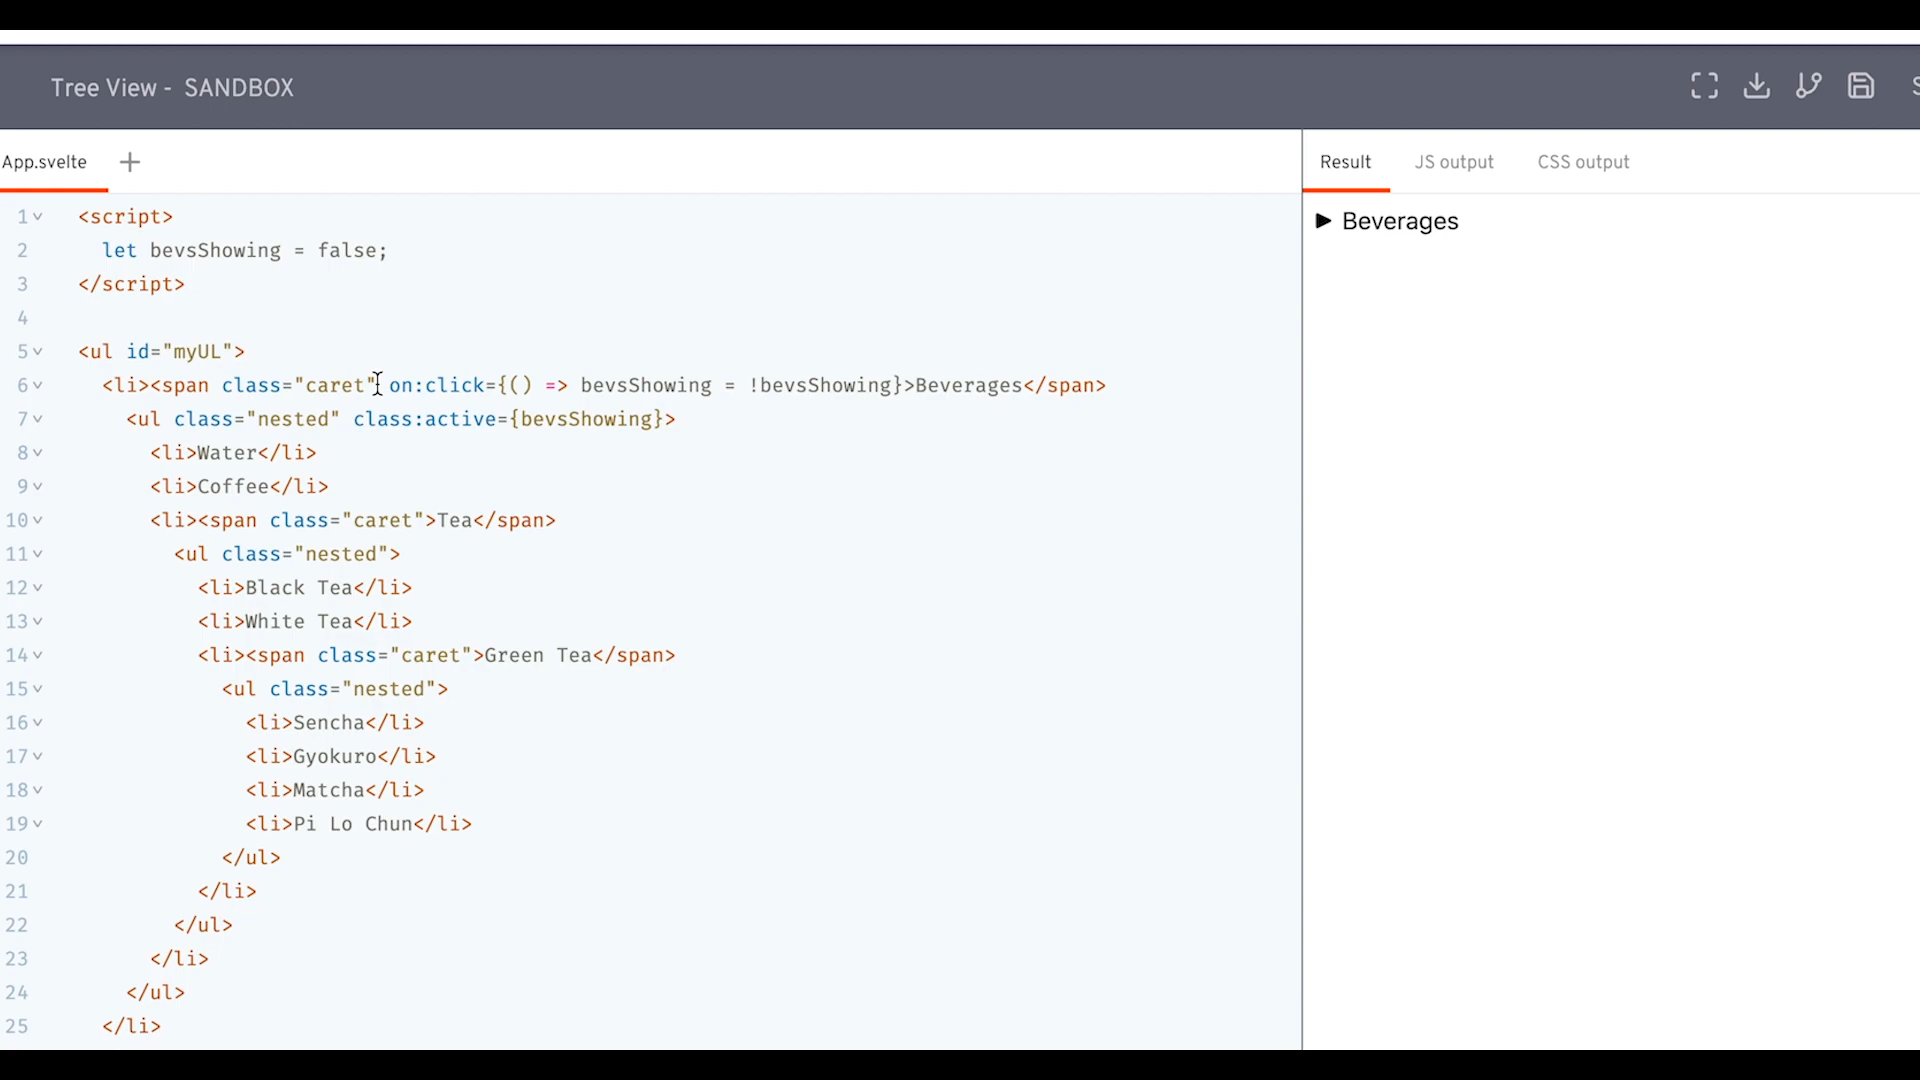 Tree View - SANDBOX
App.svelte
Result JS output CSS output
1 <script>
2 let bevsShowing = false;
3 </script>
4
5 <ul id="myUL">
6 <li><span class="caret" on:click={() => bevsShowing = !bevsShowing}>Beverages</span>
7 <ul class="nested" class:active={bevsShowing}>
8 <li>Water</li>
9 <li>Coffee</li>
10 <li><span class="caret">Tea</span>
11 <ul class="nested">
12 <li>Black Tea</li>
13 <li>White Tea</li>
14 <li><span class="caret">Green Tea</span>
15 <ul class="nested">
16 <li>Sencha</li>
17 <li>Gyokuro</li>
18 <li>Matcha</li>
19 <li>Pi Lo Chun</li>
20 </ul>
21 </li>
22 </ul>
23 </li>
24 </ul>
25 </li>
Beverages